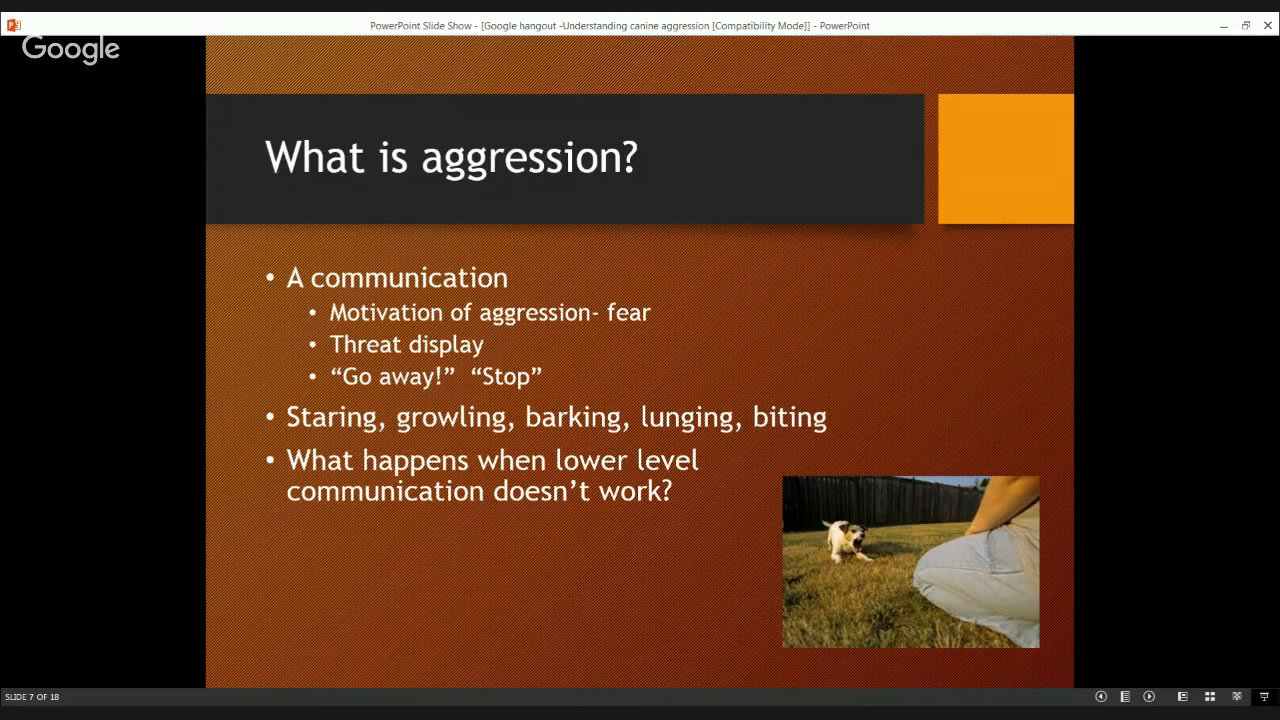 PowerPoint Slide Show - [Google hangout -Understanding canine aggression [Compatibility Mode]] - PowerPoint
Google
What is aggression?
• A communication
• Motivation of aggression- fear
• Threat display
• “Go away!” “Stop”
• Staring, growling, barking, lunging, biting
• What happens when lower level
communication doesn’t work?
SLIDE 7 OF 18